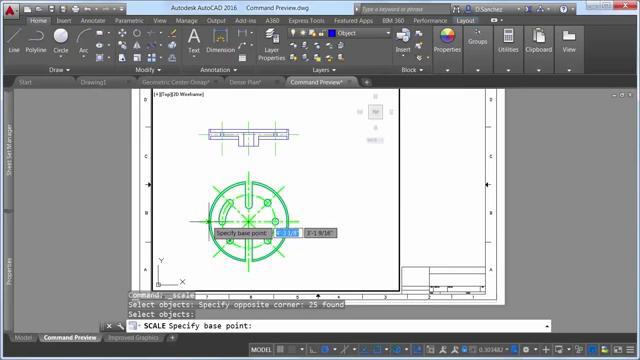 Autodesk AutoCAD 2016 Command Preview.dwg
Type a keyword or phrase
D.Sanchez
Home Insert Annotate Parametric View Manage Output Add-ins A360 Express Tools Featured Apps BIM 360 Performance Layout
Line Polyline Circle Arc
Text Dimension
Object
Insert
Properties Groups Utilities Clipboard View
Draw Modify Annotation Layers Block
Start Drawing1 Geometric Center Osnap* Dense Plan* Command Preview*
[+][Top][2D Wireframe]
Sheet Set Manager
Properties
D
D
C
C
B
B
A
A
TOP
Specify base point:
3'-1 9/16"
Y
X
7 6 5 4 3 2
Command: _scale
Select objects: Specify opposite corner: 25 found
Select objects:
SCALE Specify base point:
Model Command Preview Improved Graphics
MODEL
0.303482